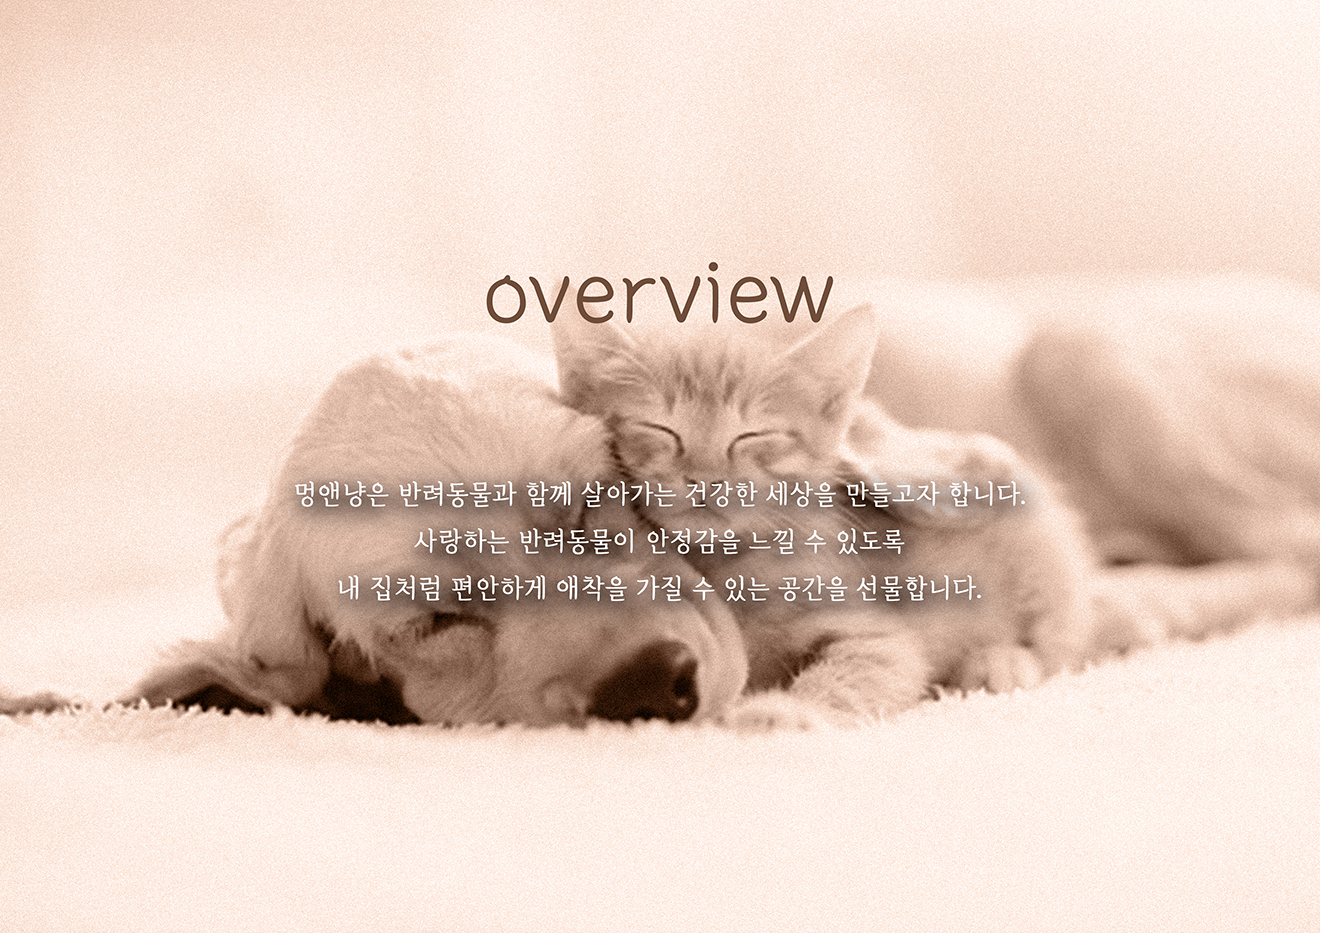 overview
멍앤냥은 반려동물과 함께 살아가는 건강한 세상을 만들고자 합니다.
사랑하는 반려동물이 안정감을 느낄 수 있도록
내 집처럼 편안하게 애착을 가질 수 있는 공간을 선물합니다.